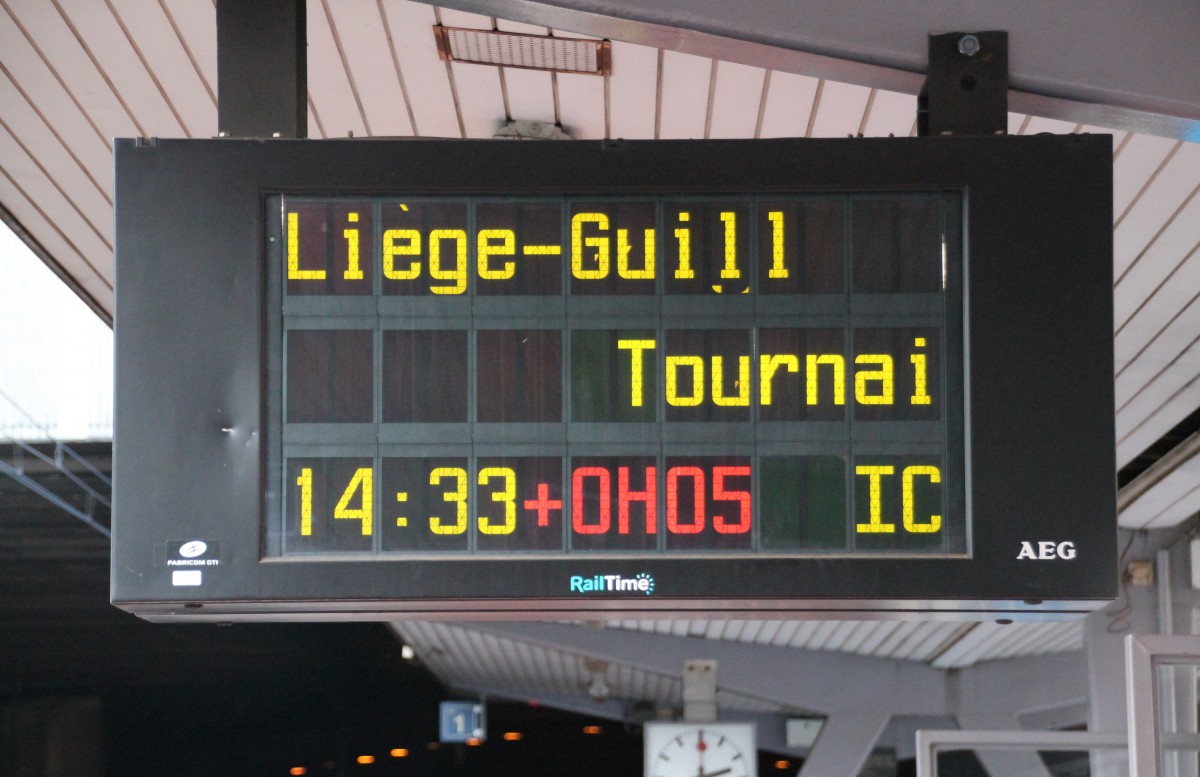 Liège-Guill
Tournai
14:33+0H05 IC
FABRICOM GTI
AEG
RailTime
1